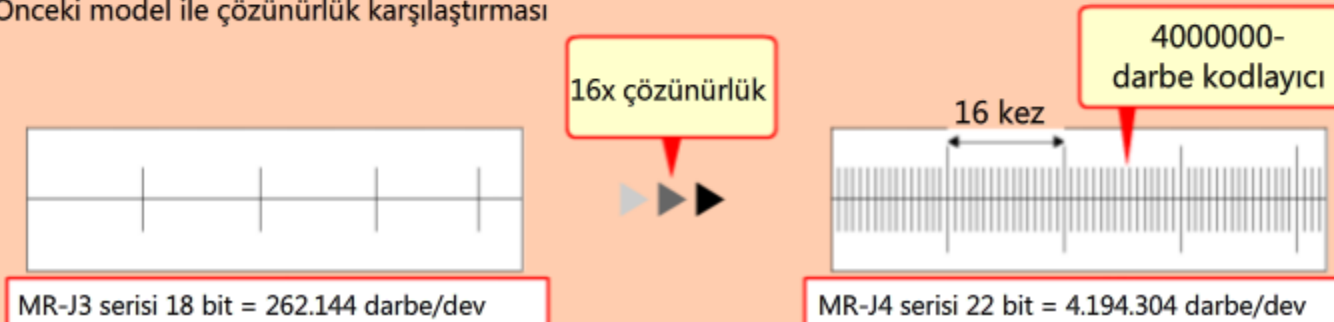 Önceki model ile çözünürlük karşılaştırması
16x çözünürlük
4000000-
darbe kodlayıcı
16 kez
MR-J3 serisi 18 bit = 262.144 darbe/dev
MR-J4 serisi 22 bit = 4.194.304 darbe/dev